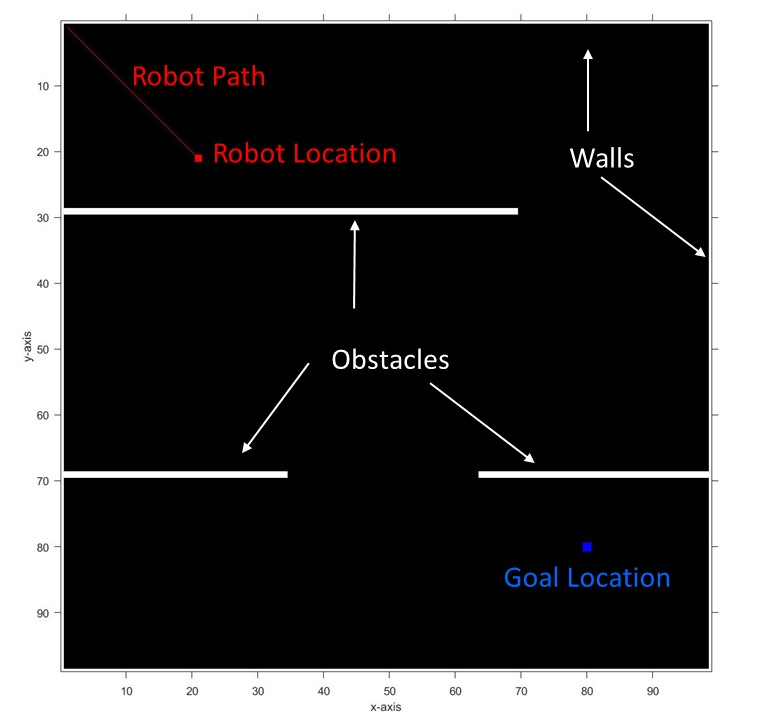 Robot Path
10
20
Robot Location
Walls
30
40
y-axis
50
Obstacles
60
70
80
Goal Location
90
10 20 30 40 50 60 70 80 90
x-axis